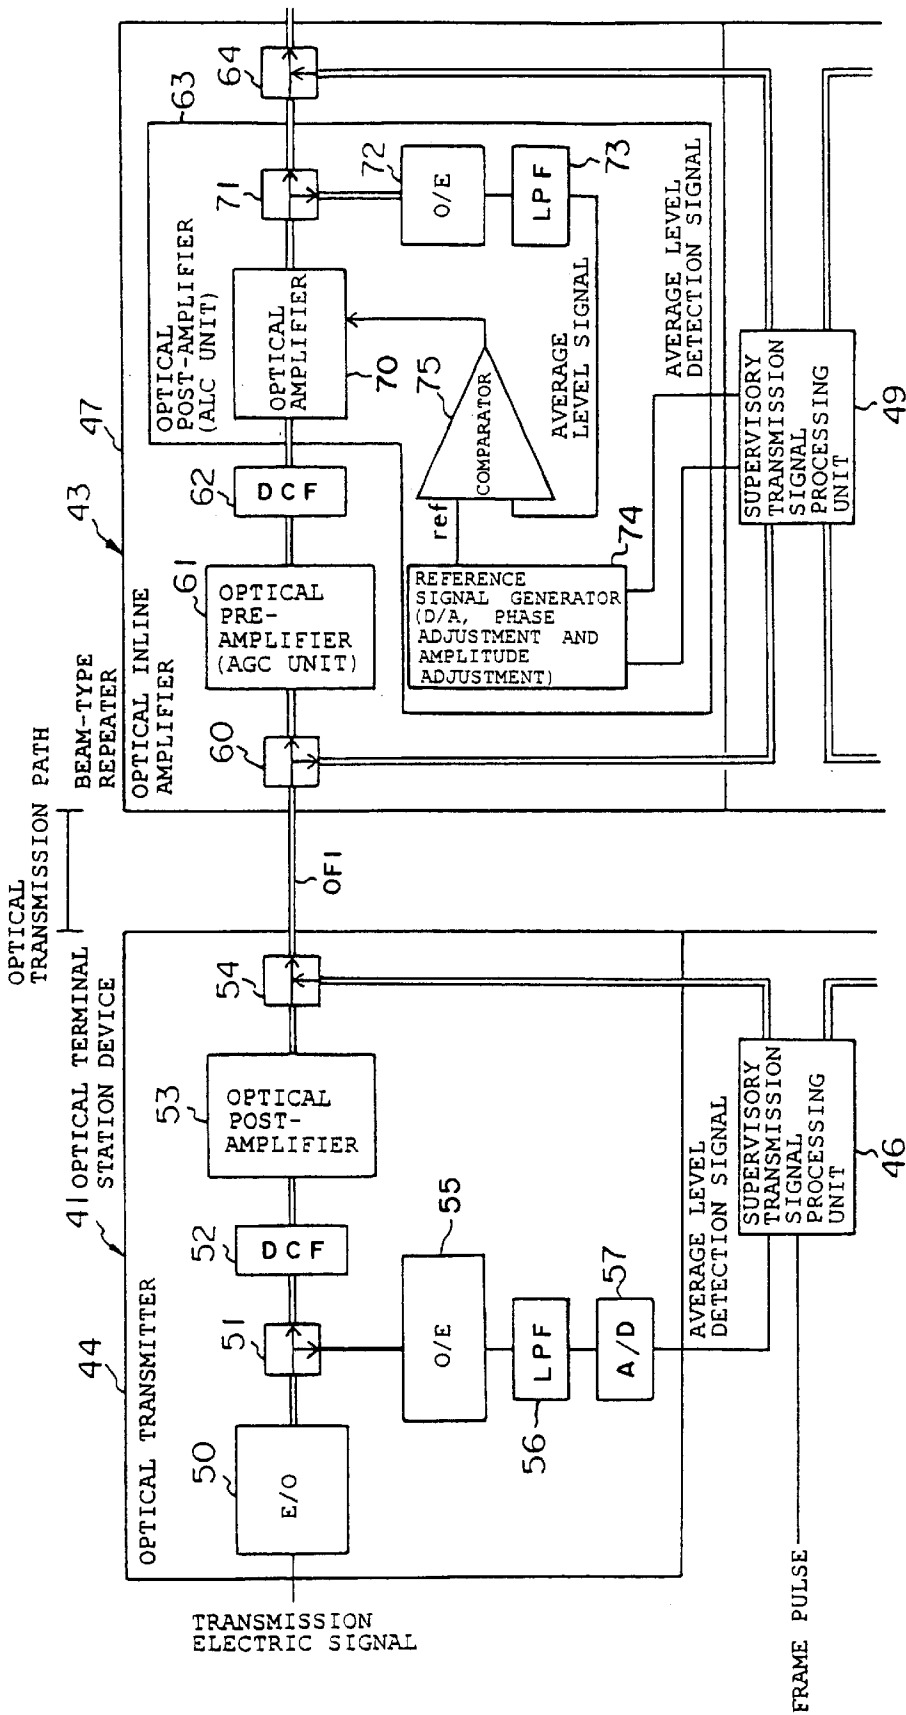 OPTICAL
TRANSMISSION PATH
41
OPTICAL TERMINAL
STATION DEVICE
44
OPTICAL TRANSMITTER
TRANSMISSION
ELECTRIC SIGNAL
50
E/O
51
52
DCF
53
OPTICAL
POST-
AMPLIFIER
54
55
O/E
56
LPF
57
A/D
AVERAGE LEVEL
DETECTION SIGNAL
FRAME PULSE
SUPERVISORY
TRANSMISSION
SIGNAL
PROCESSING
UNIT
46
OF1
BEAM-TYPE
REPEATER
43
47
OPTICAL INLINE
AMPLIFIER
60
61
OPTICAL
PRE-
AMPLIFIER
(AGC UNIT)
62
DCF
OPTICAL
POST-AMPLIFIER
(ALC UNIT)
63
OPTICAL
AMPLIFIER
70
71
64
72
O/E
LPF
73
AVERAGE
LEVEL SIGNAL
75
COMPARATOR
ref
74
REFERENCE
SIGNAL GENERATOR
(D/A, PHASE
ADJUSTMENT AND
AMPLITUDE
ADJUSTMENT)
AVERAGE LEVEL
DETECTION SIGNAL
SUPERVISORY
TRANSMISSION
SIGNAL
PROCESSING
UNIT
49